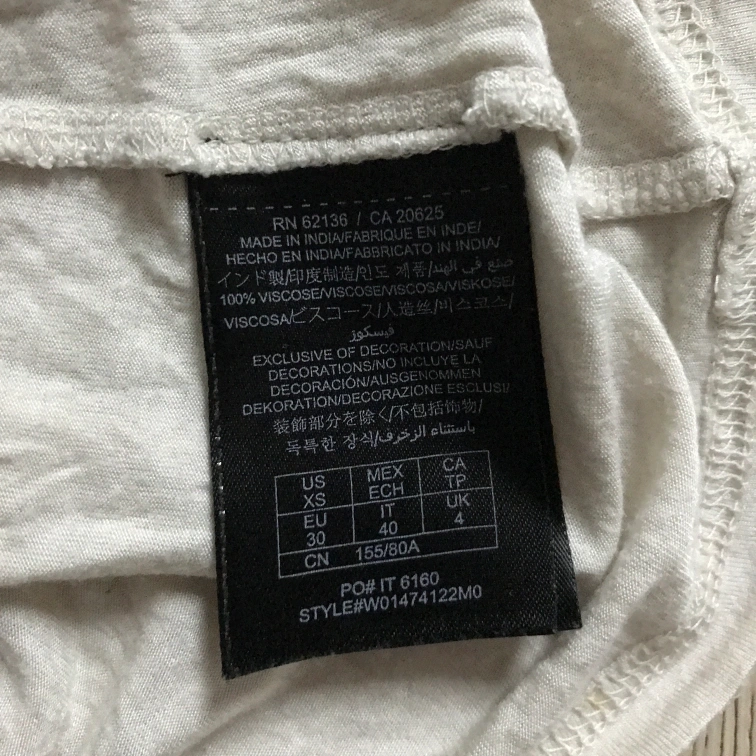 RN 62136 / CA 20625
MADE IN INDIA/FABRIQUE EN INDE/
HECHO EN INDIA/FABBRICATO IN INDIA/
インド製/印度制造/인도 제품/صنع في الهند/
100% VISCOSE/VISCOSE/VISCOSA/VISKOSE/
VISCOSA/ビスコース/人造丝/비스코스/
فيسكوز
EXCLUSIVE OF DECORATION/SAUF
DECORATIONS/NO INCLUYE LA
DECORACIÓN/AUSGENOMMEN
DEKORATION/DECORAZIONE ESCLUSI/
装飾部分を除く/不包括饰物/
독특한 장식/باستثناء الزخرف/
US MEX CA
XS ECH TP
EU IT UK
30 40 4
CN 155/80A
PO# IT 6160
STYLE#W01474122M0